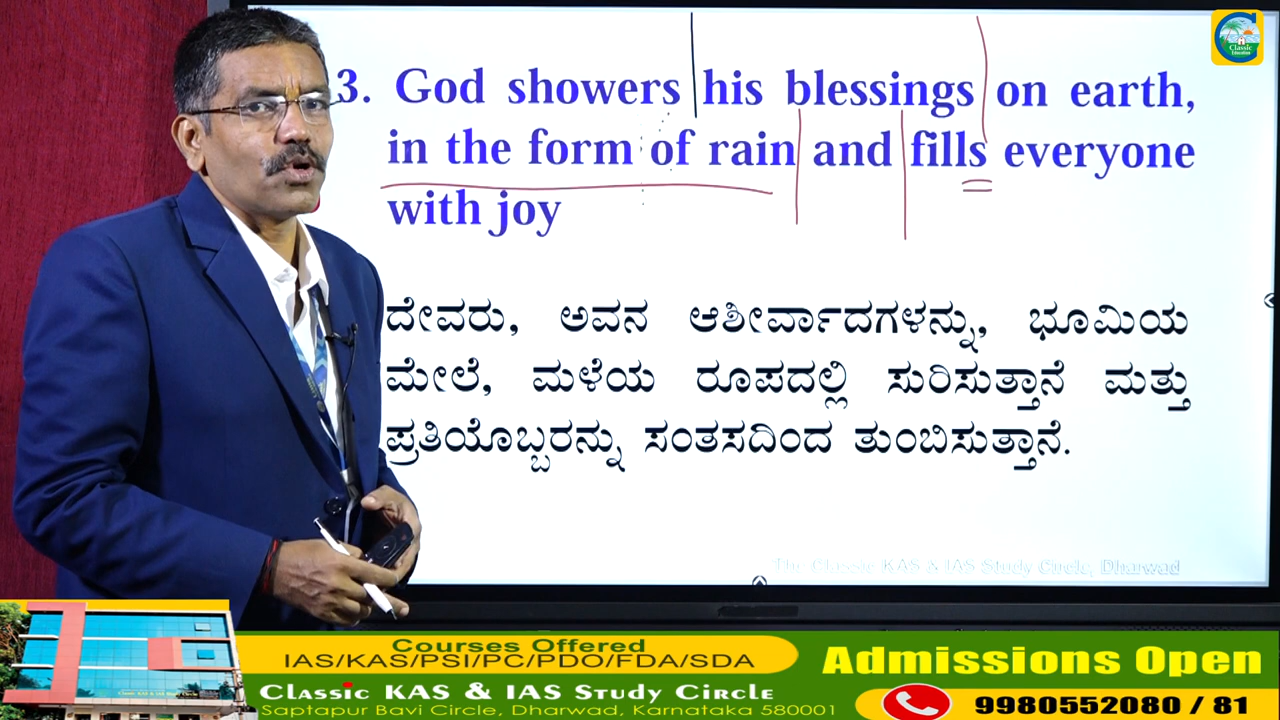 3. God showers his blessings on earth,
in the form of rain and fills everyone
with joy
ದೇವರು, ಅವನ ಆಶೀರ್ವಾದಗಳನ್ನು, ಭೂಮಿಯ
ಮೇಲೆ, ಮಳೆಯ ರೂಪದಲ್ಲಿ ಸುರಿಸುತ್ತಾನೆ ಮತ್ತು
ಪ್ರತಿಯೊಬ್ಬರನ್ನು ಸಂತಸದಿಂದ ತುಂಬಿಸುತ್ತಾನೆ.
The Classic KAS & IAS Study Circle, Dharwad
Classic
Education
Courses Offered
IAS/KAS/PSI/PC/PDO/FDA/SDA
Classic KAS & IAS Study Circle
Saptapur Bavi Circle, Dharwad, Karnataka 580001
Admissions Open
9980552080 / 81